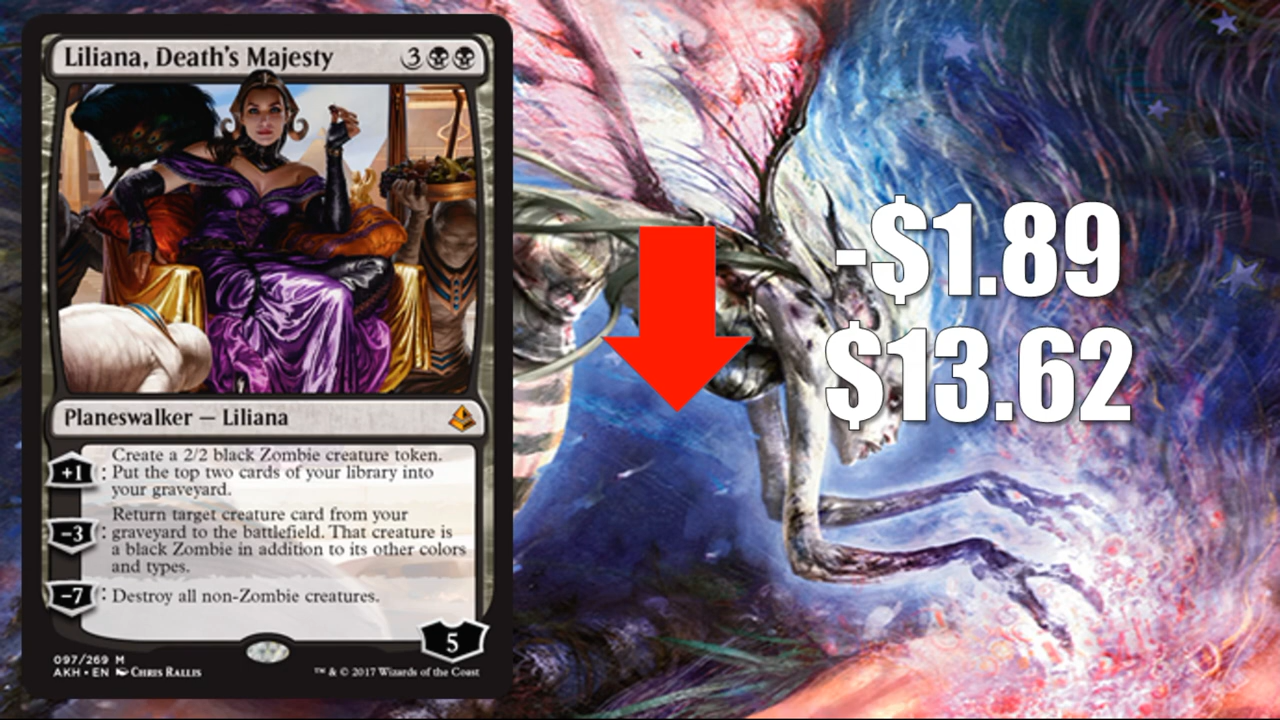 Liliana, Death's Majesty 3
Planeswalker — Liliana
+1: Create a 2/2 black Zombie creature token.
Put the top two cards of your library into
your graveyard.
−3: Return target creature card from your
graveyard to the battlefield. That creature is
a black Zombie in addition to its other colors
and types.
−7: Destroy all non-Zombie creatures.
5
097/269 M
AKH • EN Chris Rallis
™ & © 2017 Wizards of the Coast
-$1.89
$13.62